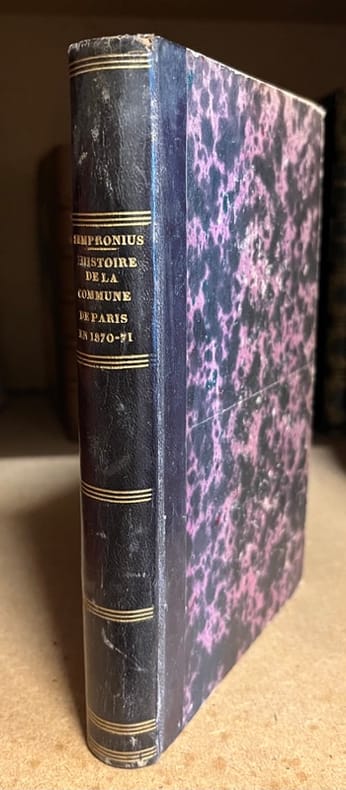 SEMPRONIUS
HISTOIRE
DE LA
COMMUNE
DE PARIS
EN 1870-71